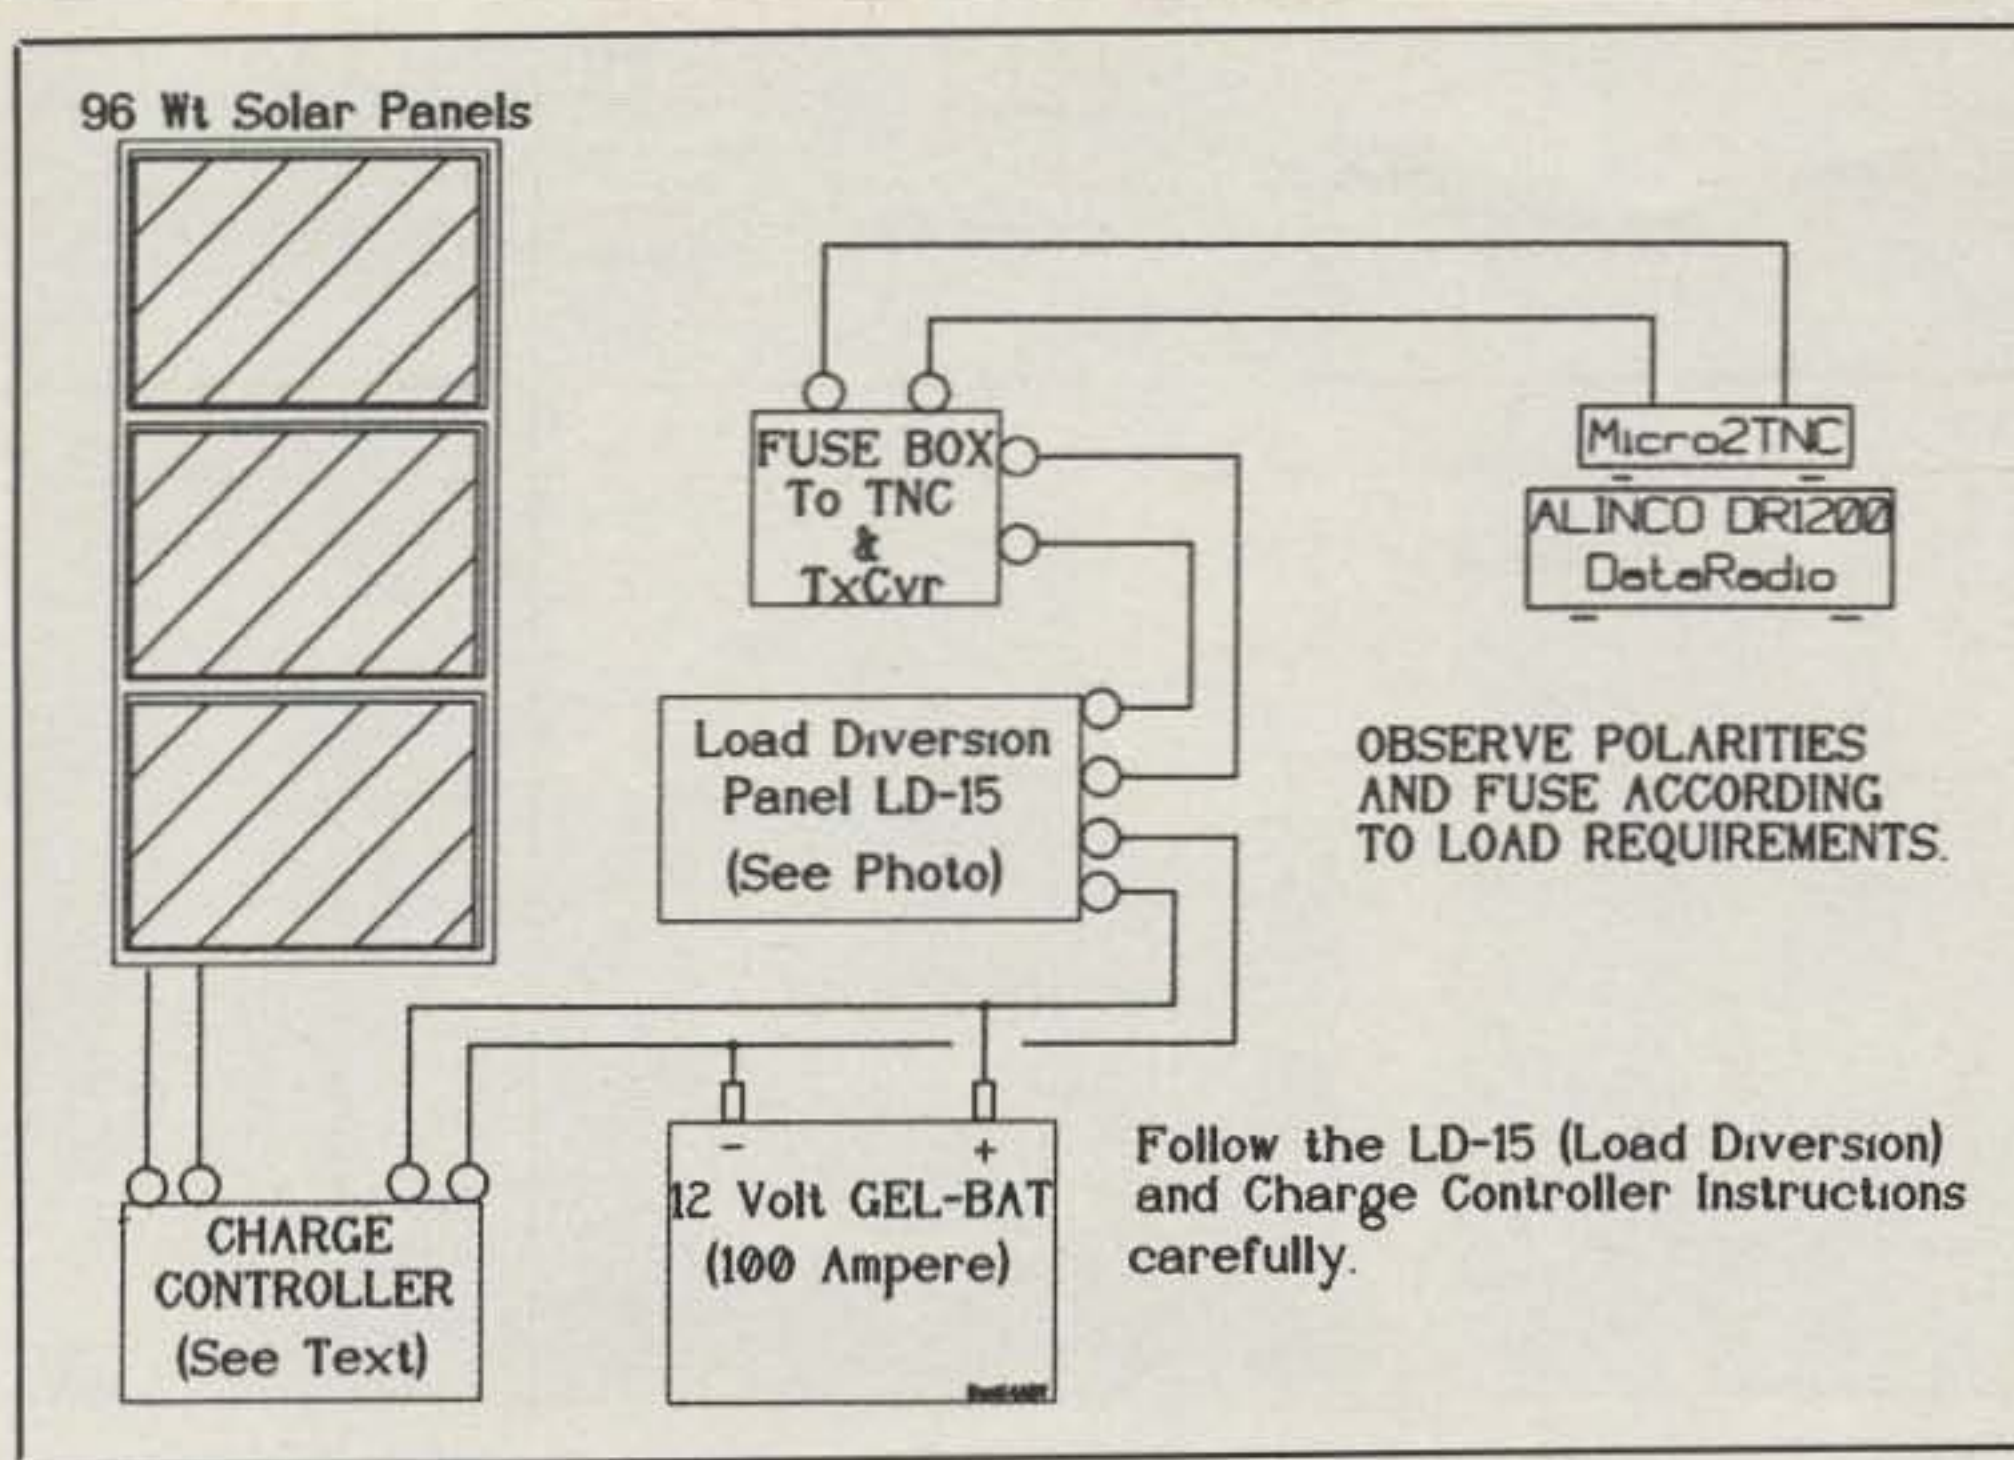 96 Wt Solar Panels
FUSE BOX
To TNC
&
TxCvr
Micro2TNC
ALINCO DR1200
DataRadio
Load Diversion
Panel LD-15
(See Photo)
OBSERVE POLARITIES
AND FUSE ACCORDING
TO LOAD REQUIREMENTS.
CHARGE
CONTROLLER
(See Text)
-
+
12 Volt GEL-BAT
(100 Ampere)
Follow the LD-15 (Load Diversion)
and Charge Controller Instructions
carefully.